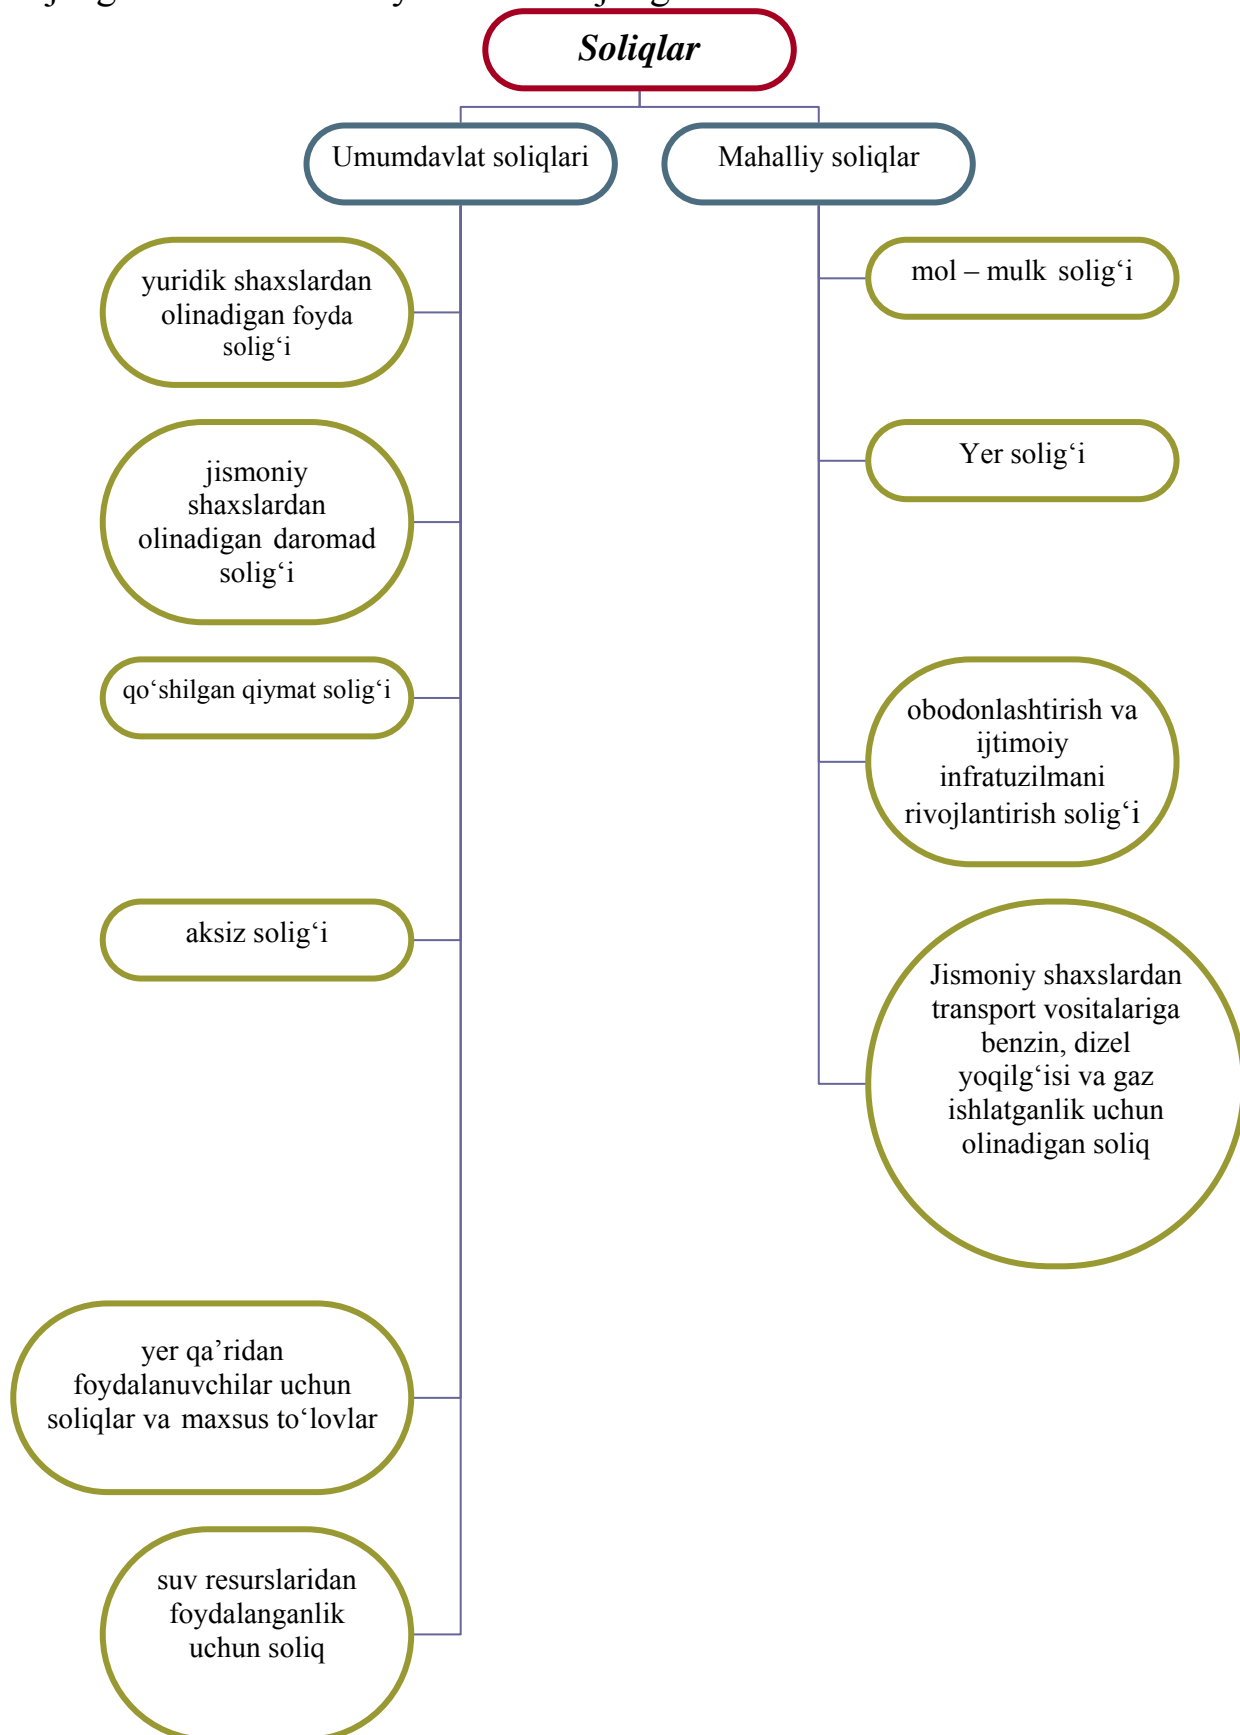 Soliqlar
Umumdavlat soliqlari
Mahalliy soliqlar
yuridik shaxslardan
olinadigan foyda
solig‘i
jismoniy
shaxslardan
olinadigan daromad
solig‘i
qo‘shilgan qiymat solig‘i
aksiz solig‘i
yer qa’ridan
foydalanuvchilar uchun
soliqlar va maxsus to‘lovlar
suv resurslaridan
foydalanganlik
uchun soliq
mol – mulk solig‘i
Yer solig‘i
obodonlashtirish va
ijtimoiy
infratuzilmani
rivojlantirish solig‘i
Jismoniy shaxslardan
transport vositalariga
benzin, dizel
yoqilg‘isi va gaz
ishlatganlik uchun
olinadigan soliq